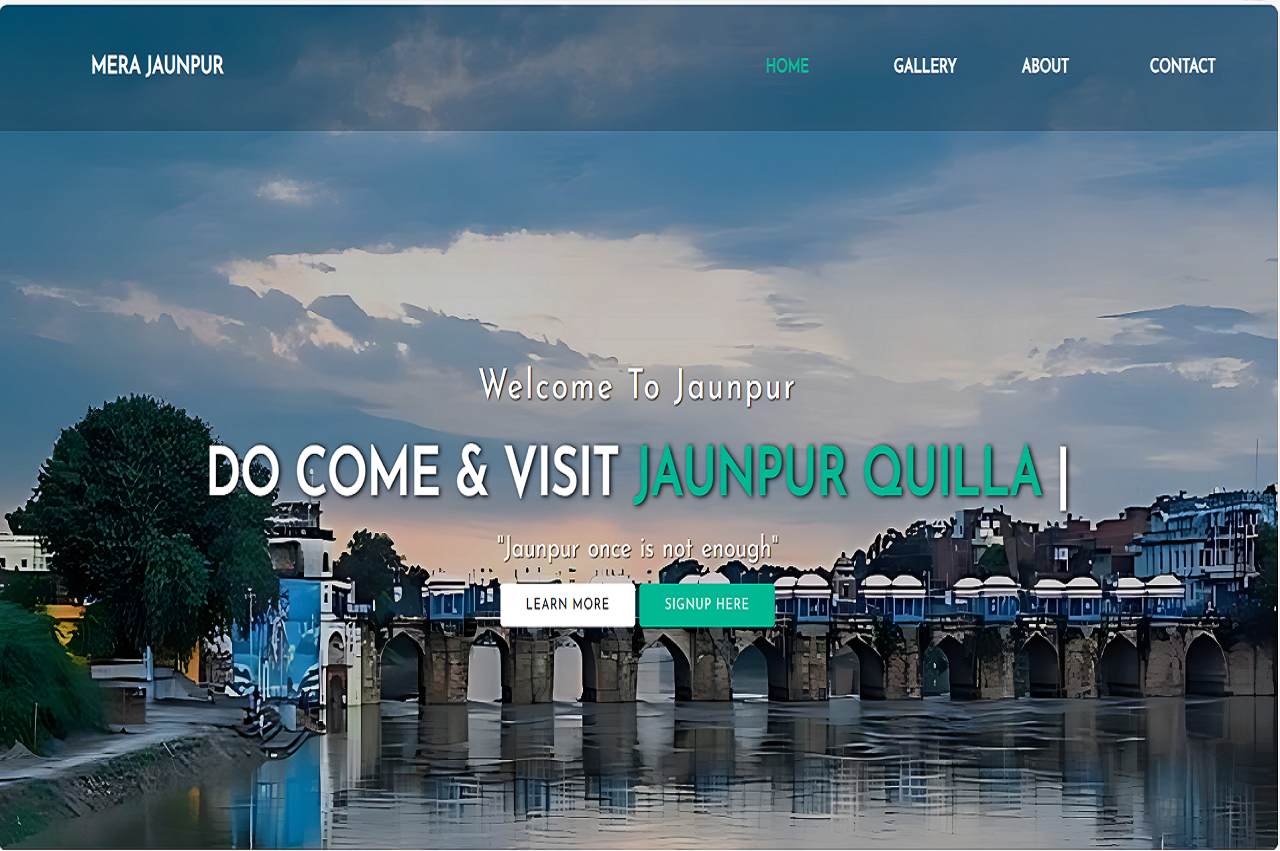 MERA JAUNPUR HOME GALLERY ABOUT CONTACT
Welcome To Jaunpur
DO COME & VISIT JAUNPUR QUILLA |
"Jaunpur once is not enough"
LEARN MORE SIGNUP HERE